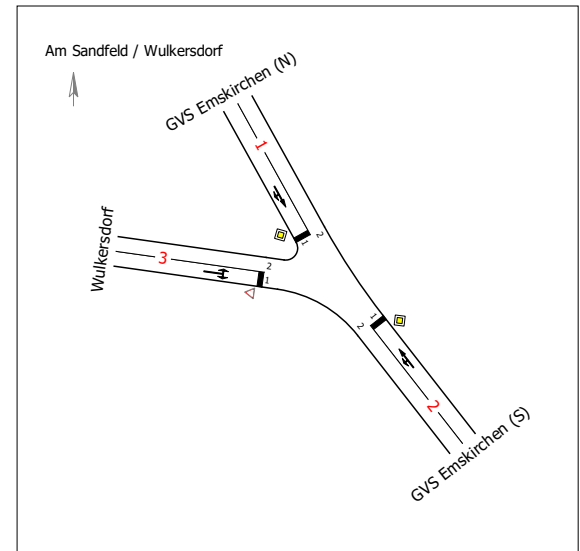 Am Sandfeld / Wulkersdorf
GVS Emskirchen (N)
1
2
1
Wulkersdorf
3
2
1
1
2
2
GVS Emskirchen (S)